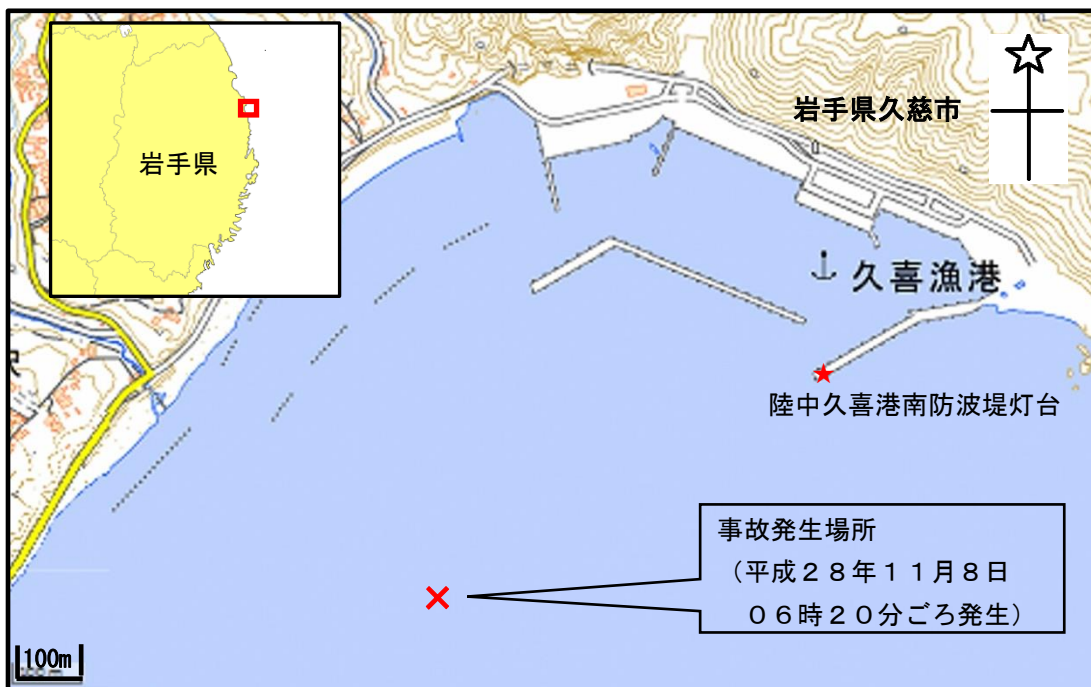 岩手県
岩手県久慈市
久喜漁港
陸中久喜港南防波堤灯台
事故発生場所
(平成28年11月8日
06時20分ごろ発生)
100m